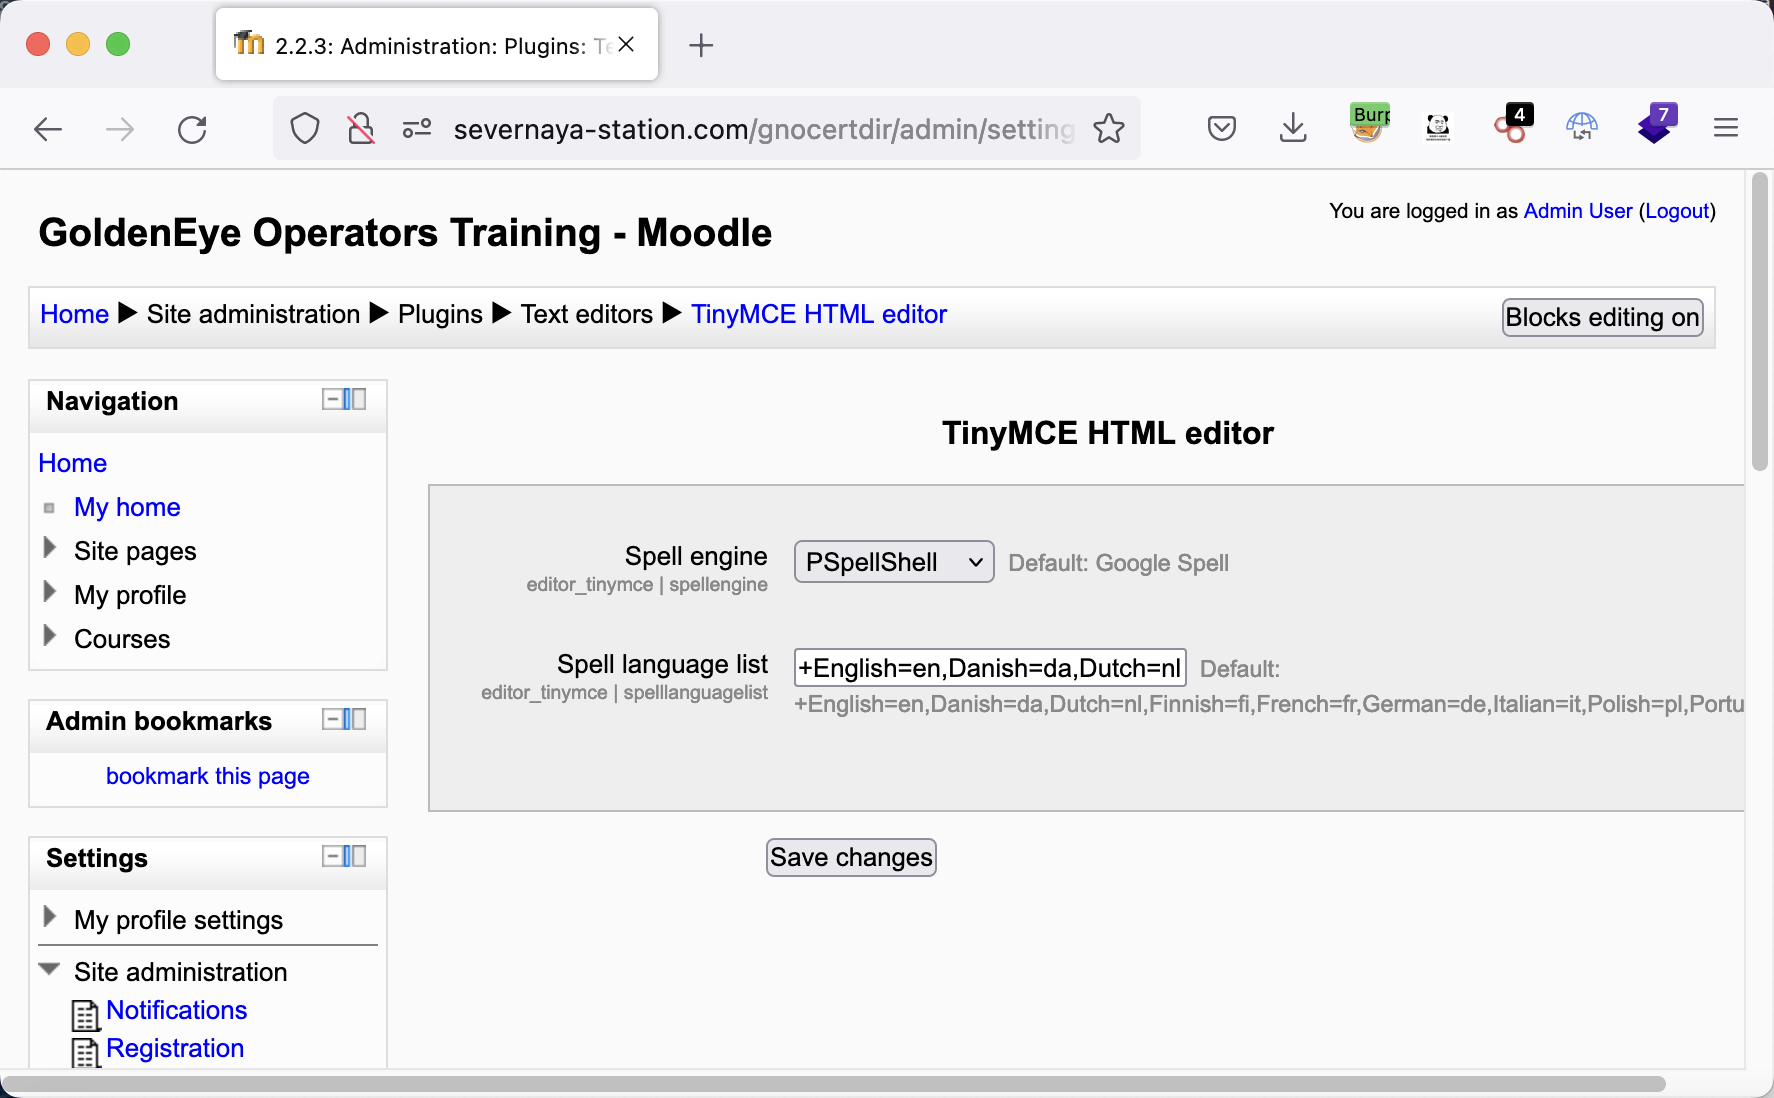 2.2.3: Administration: Plugins: Te
severnaya-station.com/gnocertdir/admin/setting
Burp
4
7
GoldenEye Operators Training - Moodle
You are logged in as Admin User (Logout)
Home ▶ Site administration ▶ Plugins ▶ Text editors ▶ TinyMCE HTML editor
Blocks editing on
Navigation
Home
My home
Site pages
My profile
Courses
Admin bookmarks
bookmark this page
Settings
My profile settings
Site administration
Notifications
Registration
TinyMCE HTML editor
Spell engine
editor_tinymce | spellengine
PSpellShell
Default: Google Spell
Spell language list
editor_tinymce | spelllanguagelist
+English=en,Danish=da,Dutch=nl
Default:
+English=en,Danish=da,Dutch=nl,Finnish=fi,French=fr,German=de,Italian=it,Polish=pl,Portu
Save changes